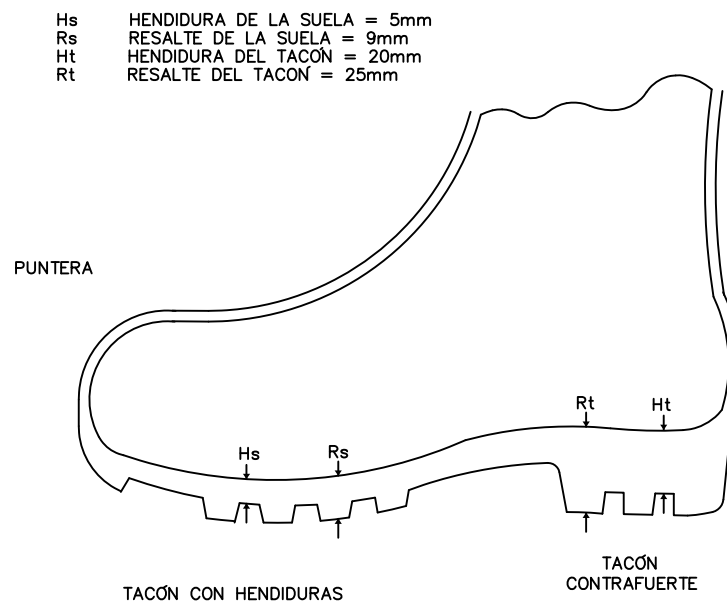 Hs HENDIDURA DE LA SUELA = 5mm
Rs RESALTE DE LA SUELA = 9mm
Ht HENDIDURA DEL TACÓN = 20mm
Rt RESALTE DEL TACÓN = 25mm
PUNTERA
Rt Ht
Hs Rs
TACÓN
CONTRAFUERTE
TACÓN CON HENDIDURAS